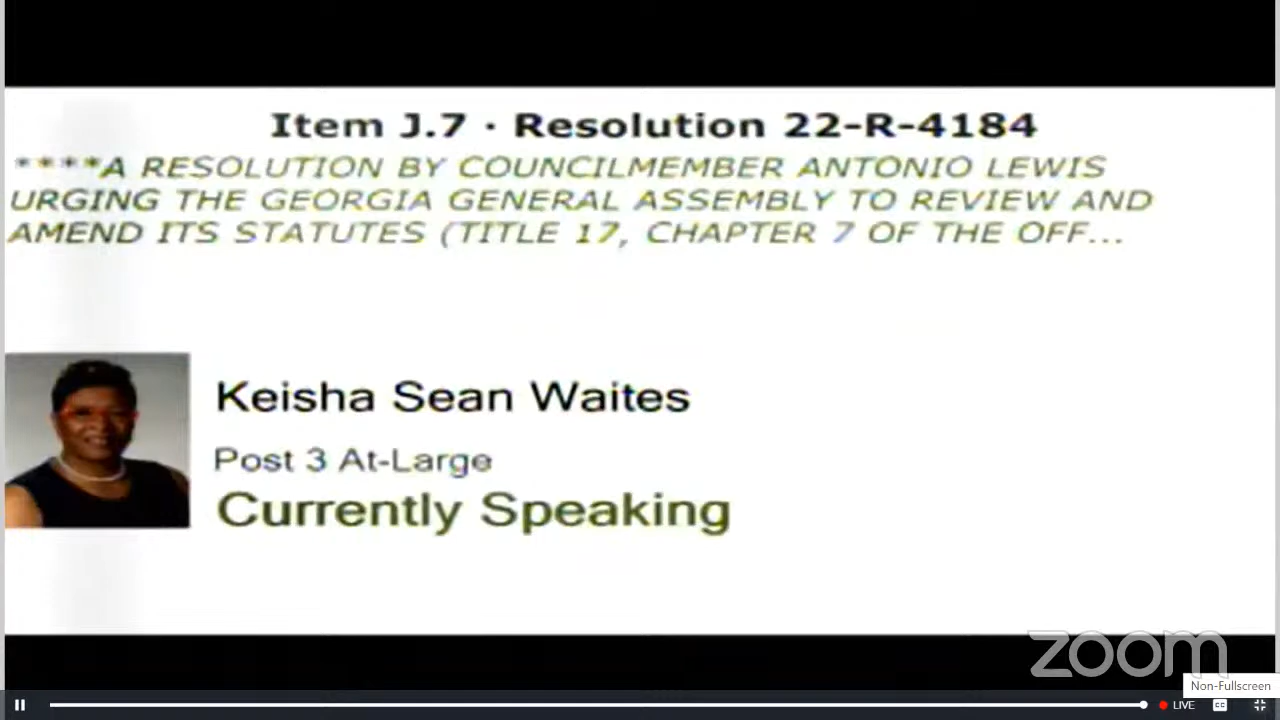 Item J.7 · Resolution 22-R-4184
****A RESOLUTION BY COUNCILMEMBER ANTONIO LEWIS
URGING THE GEORGIA GENERAL ASSEMBLY TO REVIEW AND
AMEND ITS STATUTES (TITLE 17, CHAPTER 7 OF THE OFF...
Keisha Sean Waites
Post 3 At-Large
Currently Speaking
zoom
Non-Fullscreen
LIVE
CC